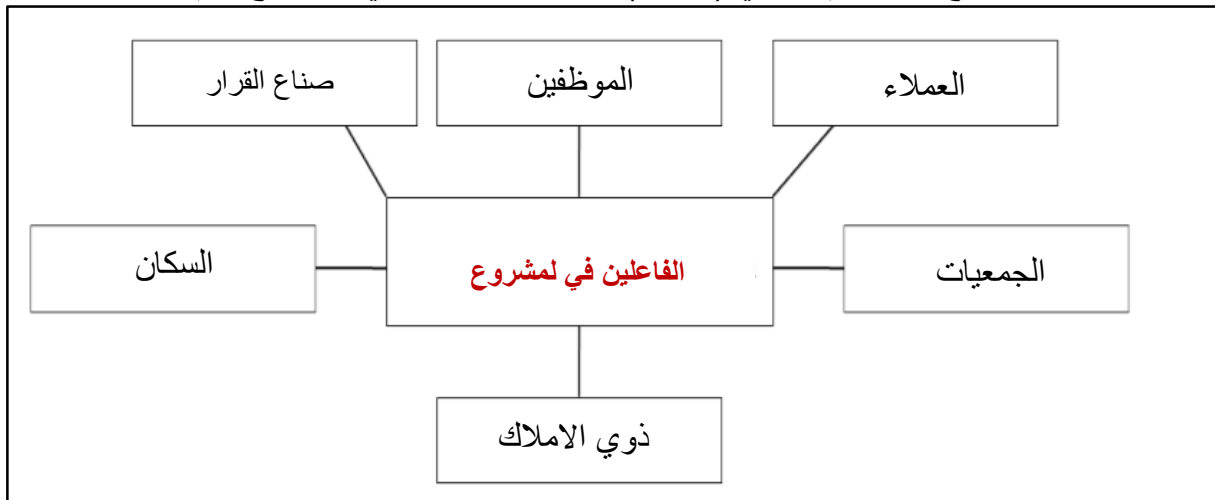 العملاء
الموظفين
صناع القرار
الجمعيات
الفاعلين في لمشروع
السكان
ذوي الاملاك